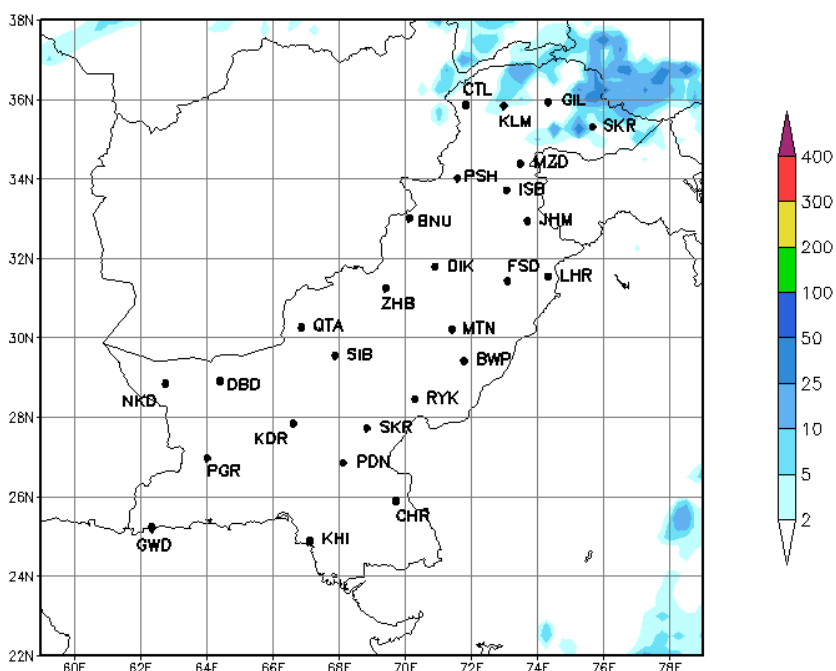 38N
CTL
36N
GIL
KLM
SKR
400
MZD
34N
PSH
ISB
300
BNU
JHM
200
32N
DIK
FSD
LHR
ZHB
100
30N
QTA
MTN
50
SIB
BWP
DBD
NKD
25
28N
RYK
KDR
SKR
10
PGR
PDN
5
26N
CHR
2
GWD
KHI
24N
22N
60E 62E 64E 66E 68E 70E 72E 74E 76E 78E